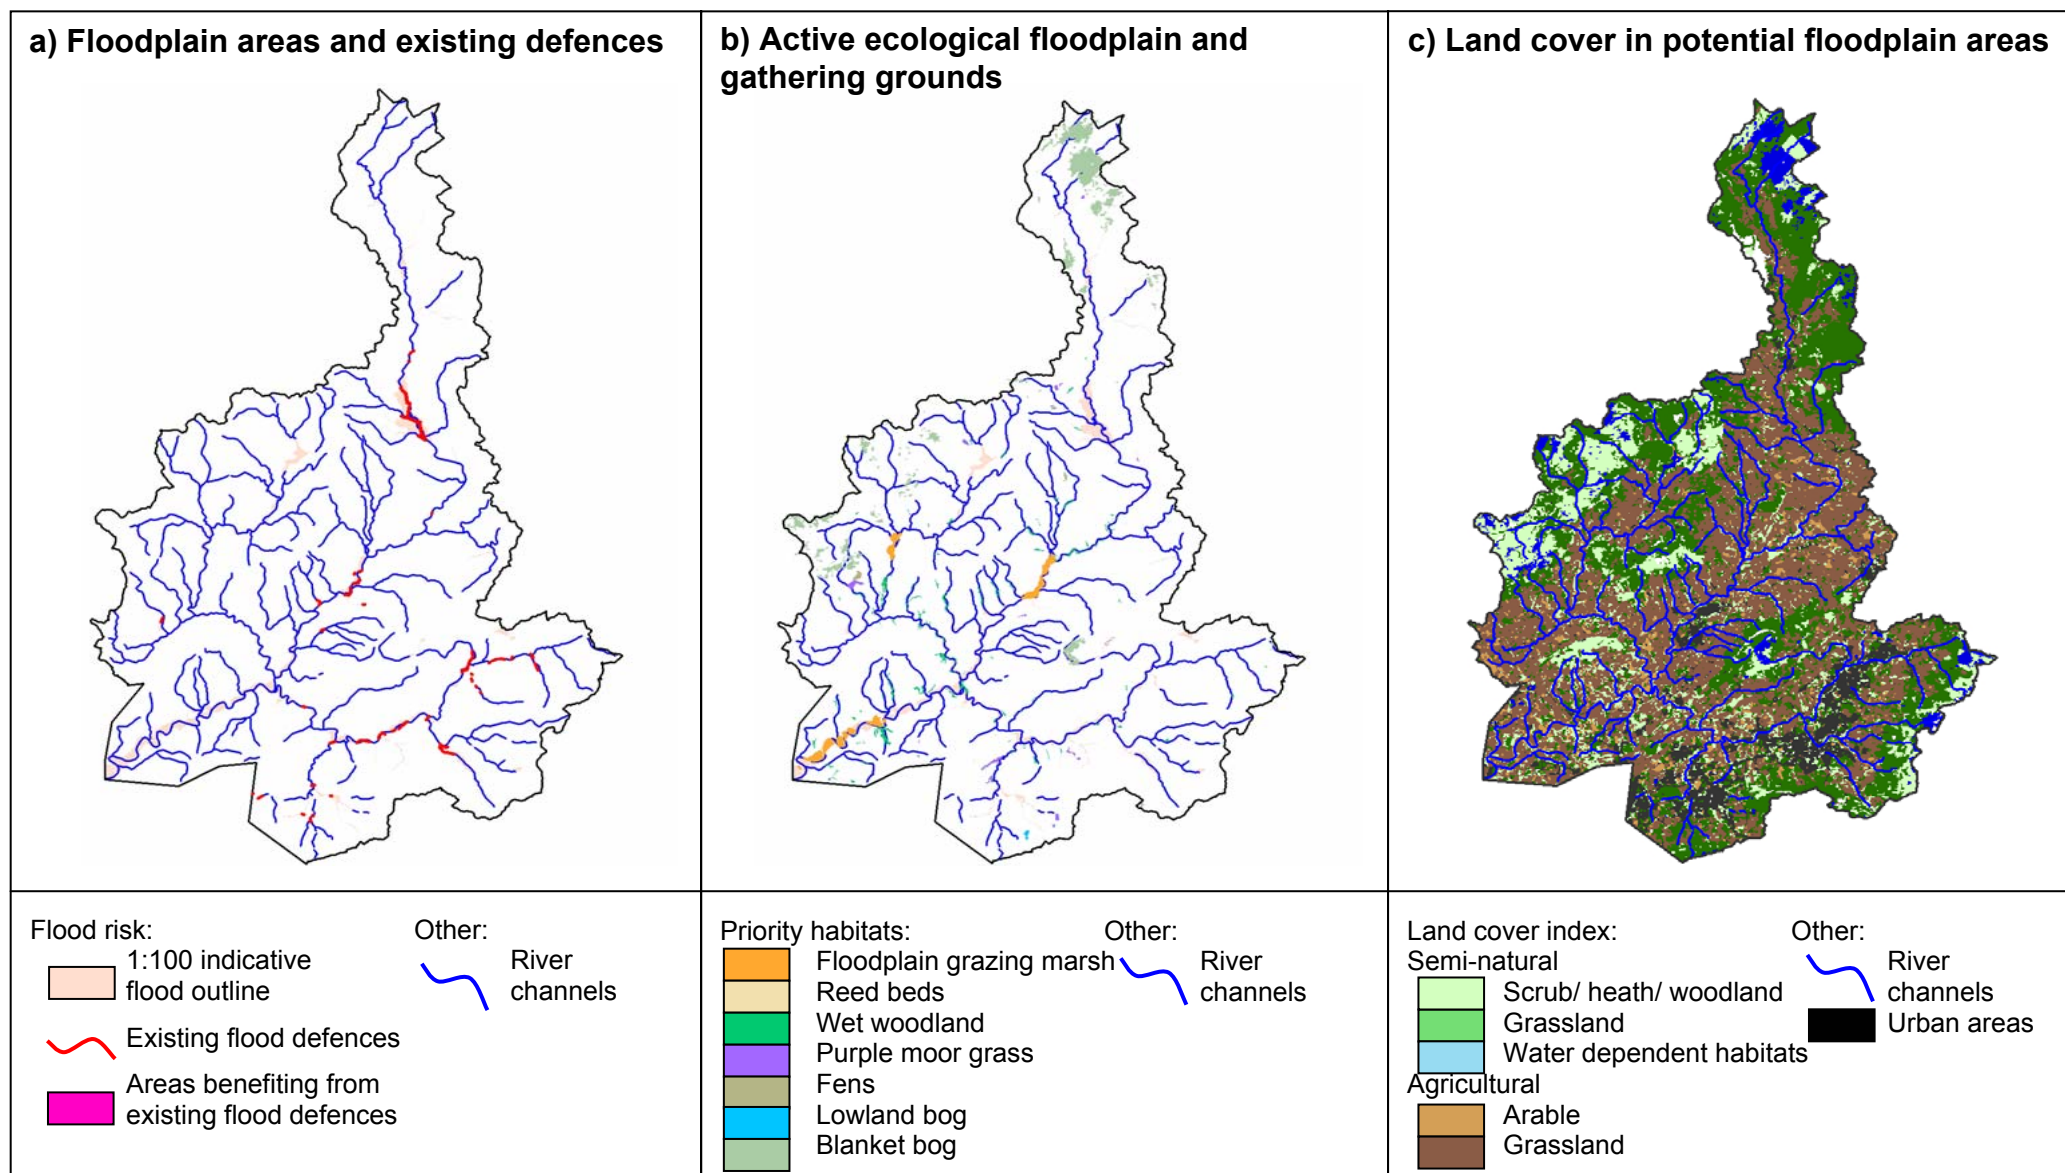 a) Floodplain areas and existing defences
b) Active ecological floodplain and
gathering grounds
c) Land cover in potential floodplain areas
Flood risk:
1:100 indicative
flood outline
Existing flood defences
Areas benefiting from
existing flood defences
Other:
River
channels
Priority habitats:
Floodplain grazing marsh
Reed beds
Wet woodland
Purple moor grass
Fens
Lowland bog
Blanket bog
Other:
River
channels
Land cover index:
Semi-natural
Scrub/ heath/ woodland
Grassland
Water dependent habitats
Agricultural
Arable
Grassland
Other:
River
channels
Urban areas